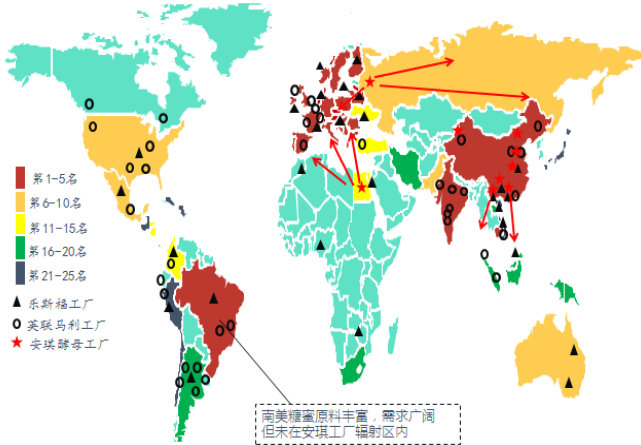 第1-5名
第6-10名
第11-15名
第16-20名
第21-25名
乐斯福工厂
英联马利工厂
安琪酵母工厂
南美糖蜜原料丰富，需求广阔
但未在安琪工厂辐射区内